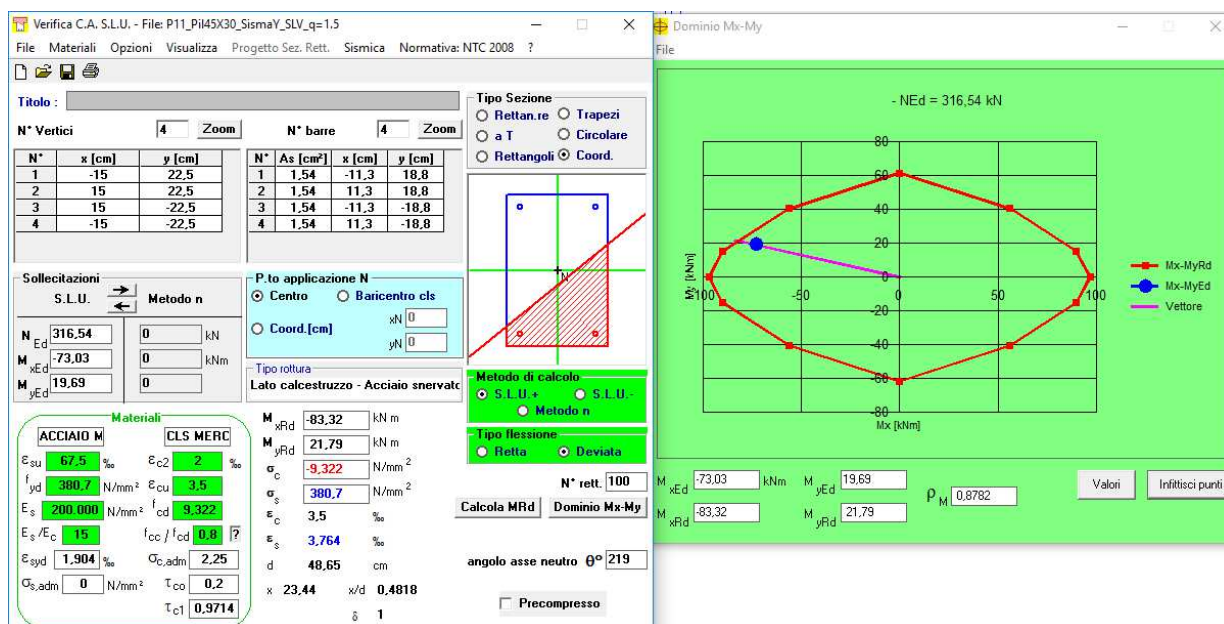 Verifica C.A. S.L.U. - File: P11_Pil45X30_SismaY_SLV_q=1.5
File Materiali Opzioni Visualizza Progetto Sez. Rett. Sismica Normativa: NTC 2008 ?
Titolo :
N° Vertici 4 Zoom N° barre 4 Zoom
N° x [cm] y [cm]
1 -15 22,5
2 15 22,5
3 15 -22,5
4 -15 -22,5
N° As [cm²] x [cm] y [cm]
1 1,54 -11,3 18,8
2 1,54 11,3 18,8
3 1,54 -11,3 -18,8
4 1,54 11,3 -18,8
Tipo Sezione
Rettan.re Trapezi
a T Circolare
Rettangoli Coord.
N
Sollecitazioni
S.L.U. Metodo n
N Ed 316,54 0 kN
M xEd -73,03 0 kNm
M yEd 19,69 0
P.to applicazione N
Centro Baricentro cls
Coord.[cm] xN 0
yN 0
Tipo rottura
Lato calcestruzzo - Acciaio snervato
Metodo di calcolo
S.L.U.+ S.L.U.-
Metodo n
Tipo flessione
Retta Deviata
N° rett. 100
Calcola MRd Dominio Mx-My
angolo asse neutro θ° 219
Precompresso
Materiali
ACCIAIO M CLS MERC
εsu 67,5 ‰ εc2 2 ‰
fyd 380,7 N/mm² εcu 3,5
Es 200.000 N/mm² fcd 9,322
Es/Ec 15 fcc / fcd 0,8 ?
εsyd 1,904 ‰ σc,adm 2,25
σs,adm 0 N/mm² τco 0,2
τc1 0,9714
M xRd -83,32 kN m
M yRd 21,79 kN m
σc -9,322 N/mm²
σs 380,7 N/mm²
εc 3,5 ‰
εs 3,764 ‰
d 48,65 cm
x 23,44 x/d 0,4818
δ 1
Dominio Mx-My
File
- NEd = 316,54 kN
80
60
40
20
0
-20
-40
-60
-80
-100 -50 0 50 100
My [kNm]
Mx [kNm]
Mx-MyRd
Mx-MyEd
Vettore
M xEd -73,03 kNm M yEd 19,69
M xRd -83,32 M yRd 21,79
ρ M 0,8782
Valori Infittisci punti